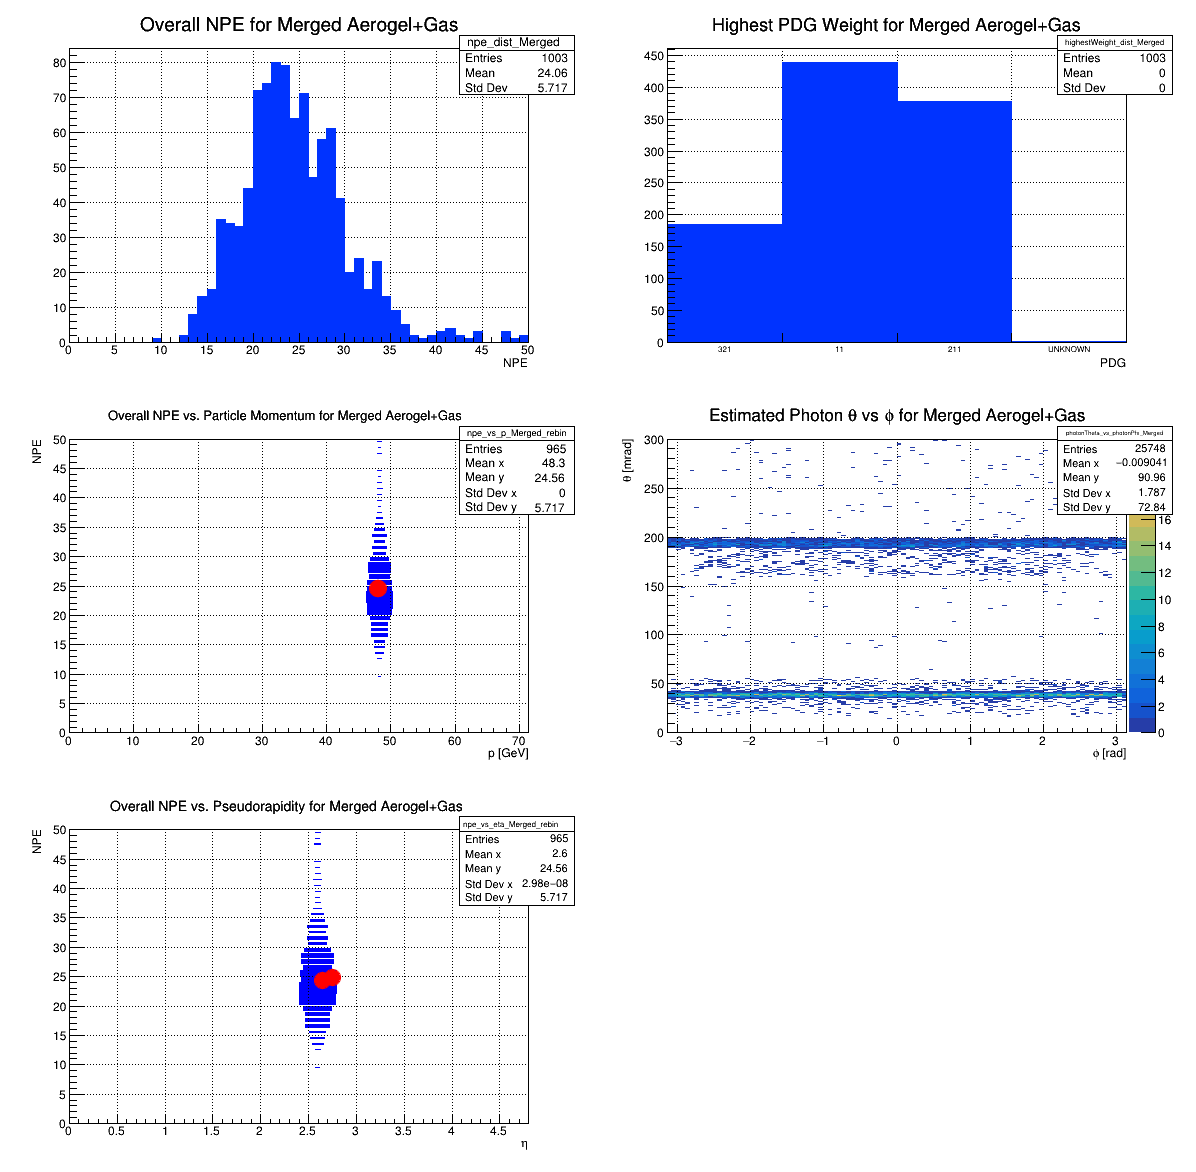 Overall NPE for Merged Aerogel+Gas
npe_dist_Merged
Entries 1003
Mean 24.06
Std Dev 5.717
80
70
60
50
40
30
20
10
0
0 5 10 15 20 25 30 35 40 45 50
NPE
Highest PDG Weight for Merged Aerogel+Gas
highestWeight_dist_Merged
Entries 1003
Mean 0
Std Dev 0
450
400
350
300
250
200
150
100
50
0
321 11 211 UNKNOWN
PDG
Overall NPE vs. Particle Momentum for Merged Aerogel+Gas
npe_vs_p_Merged_rebin
Entries 965
Mean x 48.3
Mean y 24.56
Std Dev x 0
Std Dev y 5.717
NPE
50
45
40
35
30
25
20
15
10
5
0
0 10 20 30 40 50 60 70
p [GeV]
Estimated Photon θ vs ϕ for Merged Aerogel+Gas
photonTheta_vs_photonPhi_Merged
Entries 25748
Mean x −0.009041
Mean y 90.96
Std Dev x 1.787
Std Dev y 72.84
θ [mrad]
300
250
200
150
100
50
0
−3 −2 −1 0 1 2 3
ϕ [rad]
16
14
12
10
8
6
4
2
0
Overall NPE vs. Pseudorapidity for Merged Aerogel+Gas
npe_vs_eta_Merged_rebin
Entries 965
Mean x 2.6
Mean y 24.56
Std Dev x 2.98e−08
Std Dev y 5.717
NPE
50
45
40
35
30
25
20
15
10
5
0
0 0.5 1 1.5 2 2.5 3 3.5 4 4.5
η